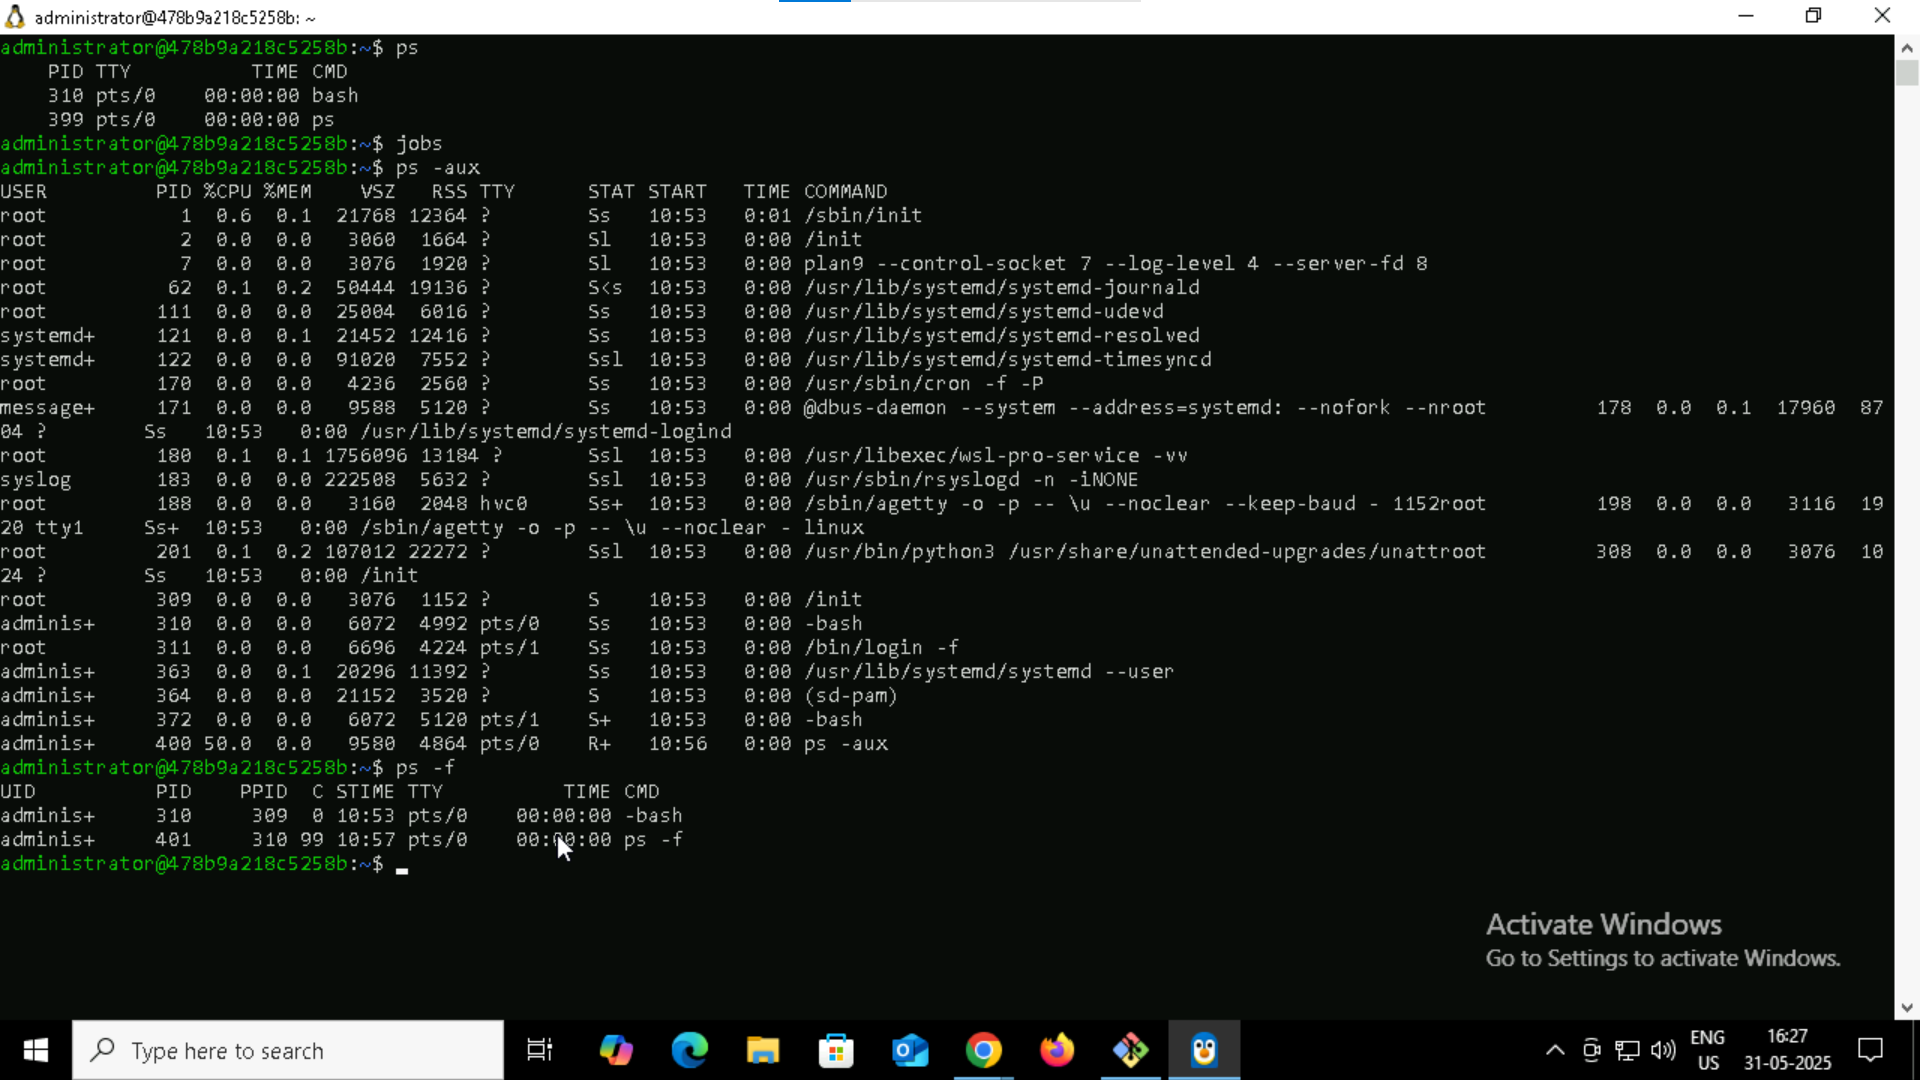 administrator@478b9a218c5258b: ~
administrator@478b9a218c5258b:~$ ps
    PID TTY          TIME CMD
    310 pts/0    00:00:00 bash
    399 pts/0    00:00:00 ps
administrator@478b9a218c5258b:~$ jobs
administrator@478b9a218c5258b:~$ ps -aux
USER         PID %CPU %MEM    VSZ   RSS TTY      STAT START   TIME COMMAND
root           1  0.6  0.1  21768 12364 ?        Ss   10:53   0:01 /sbin/init
root           2  0.0  0.0   3060  1664 ?        Sl   10:53   0:00 /init
root           7  0.0  0.0   3076  1920 ?        Sl   10:53   0:00 plan9 --control-socket 7 --log-level 4 --server-fd 8
root          62  0.1  0.2  50444 19136 ?        S<s  10:53   0:00 /usr/lib/systemd/systemd-journald
root         111  0.0  0.0  25004  6016 ?        Ss   10:53   0:00 /usr/lib/systemd/systemd-udevd
systemd+     121  0.0  0.1  21452 12416 ?        Ss   10:53   0:00 /usr/lib/systemd/systemd-resolved
systemd+     122  0.0  0.0  91020  7552 ?        Ssl  10:53   0:00 /usr/lib/systemd/systemd-timesyncd
root         170  0.0  0.0   4236  2560 ?        Ss   10:53   0:00 /usr/sbin/cron -f -P
message+     171  0.0  0.0   9588  5120 ?        Ss   10:53   0:00 @dbus-daemon --system --address=systemd: --nofork --nroot         178  0.0  0.1  17960  87
04 ?        Ss   10:53   0:00 /usr/lib/systemd/systemd-logind
root         180  0.1  0.1 1756096 13184 ?       Ssl  10:53   0:00 /usr/libexec/wsl-pro-service -vv
syslog       183  0.0  0.0 222508  5632 ?        Ssl  10:53   0:00 /usr/sbin/rsyslogd -n -iNONE
root         188  0.0  0.0   3160  2048 hvc0     Ss+  10:53   0:00 /sbin/agetty -o -p -- \u --noclear --keep-baud - 1152root         198  0.0  0.0   3116  19
20 tty1     Ss+  10:53   0:00 /sbin/agetty -o -p -- \u --noclear - linux
root         201  0.1  0.2 107012 22272 ?        Ssl  10:53   0:00 /usr/bin/python3 /usr/share/unattended-upgrades/unattroot         308  0.0  0.0   3076  10
24 ?        Ss   10:53   0:00 /init
root         309  0.0  0.0   3076  1152 ?        S    10:53   0:00 /init
adminis+     310  0.0  0.0   6072  4992 pts/0    Ss   10:53   0:00 -bash
root         311  0.0  0.0   6696  4224 pts/1    Ss   10:53   0:00 /bin/login -f
adminis+     363  0.0  0.1  20296 11392 ?        Ss   10:53   0:00 /usr/lib/systemd/systemd --user
adminis+     364  0.0  0.0  21152  3520 ?        S    10:53   0:00 (sd-pam)
adminis+     372  0.0  0.0   6072  5120 pts/1    S+   10:53   0:00 -bash
adminis+     400 50.0  0.0   9580  4864 pts/0    R+   10:56   0:00 ps -aux
administrator@478b9a218c5258b:~$ ps -f
UID          PID    PPID  C STIME TTY          TIME CMD
adminis+     310     309  0 10:53 pts/0    00:00:00 -bash
adminis+     401     310 99 10:57 pts/0    00:00:00 ps -f
administrator@478b9a218c5258b:~$
Activate Windows
Go to Settings to activate Windows.
Type here to search
ENG
US
16:27
31-05-2025